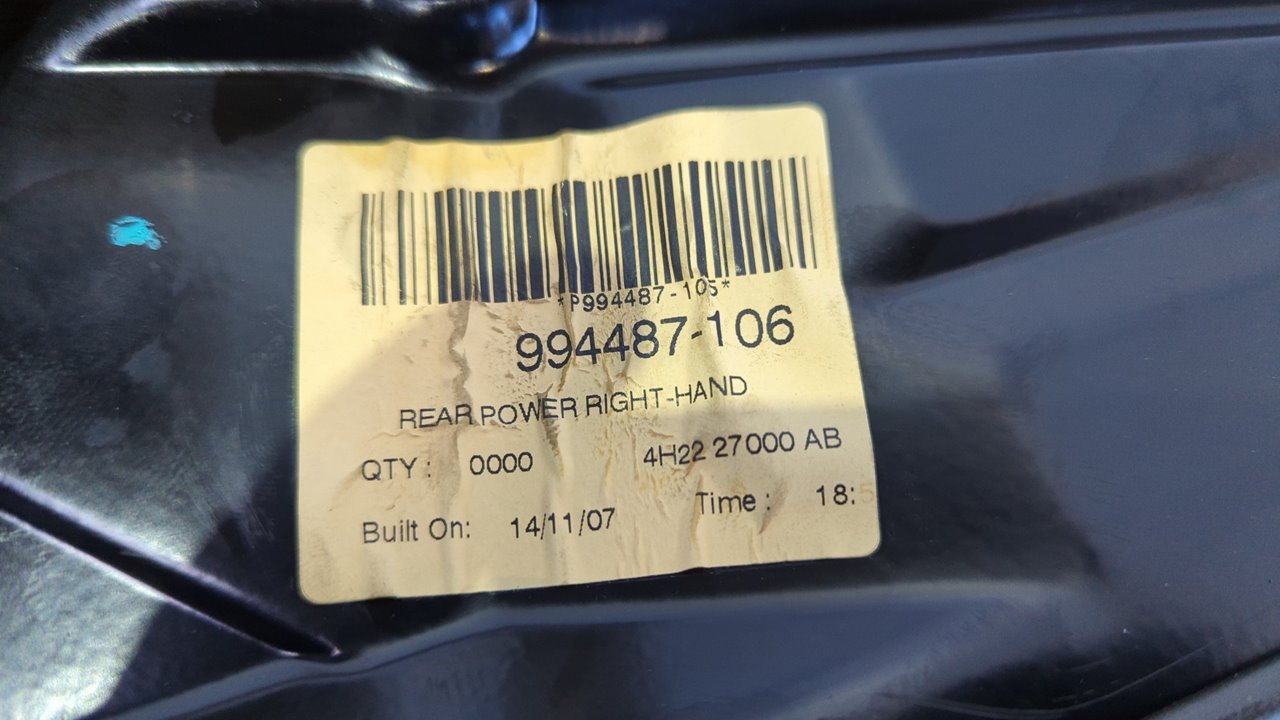 *P994487-105*
994487-106
REAR POWER RIGHT-HAND
QTY : 0000 4H22 27000 AB
Built On: 14/11/07 Time : 18:5